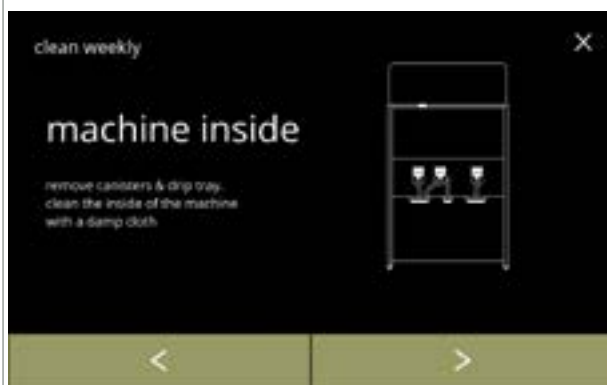 clean weekly
machine inside
remove canisters & drip tray.
clean the inside of the machine
with a damp cloth